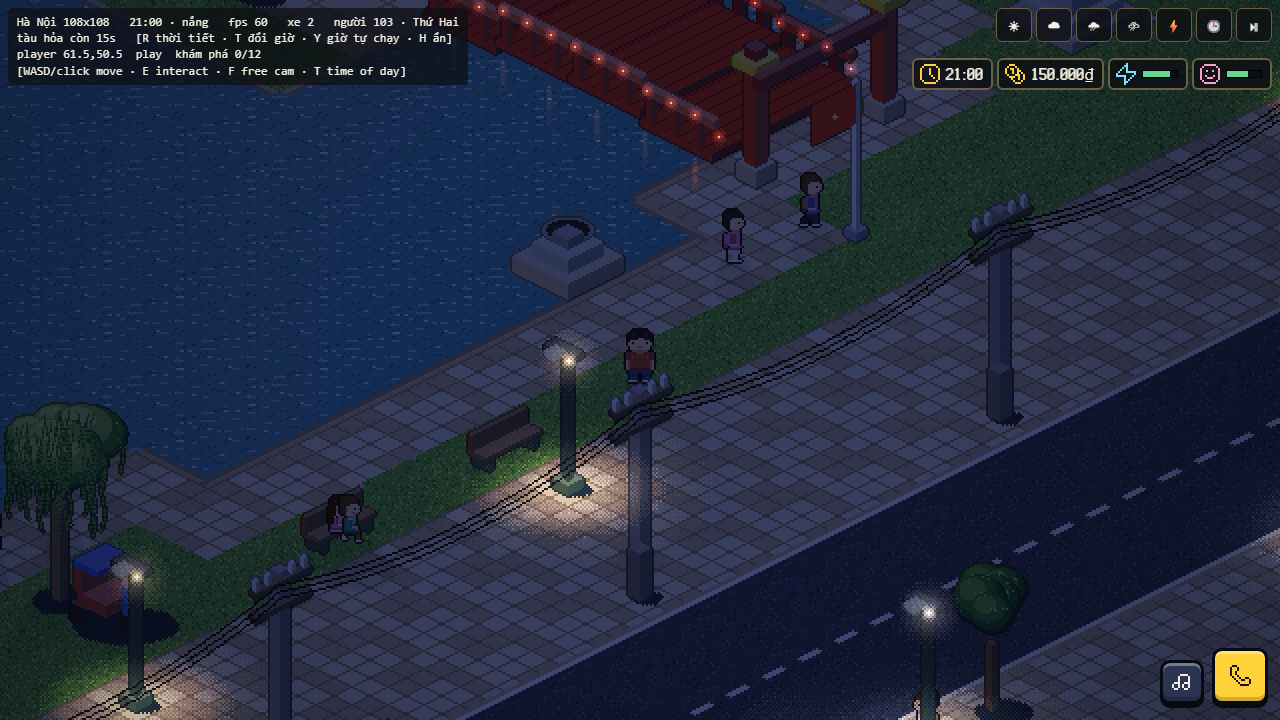 Hà Nội 108x108 21:00 · nắng fps 60 xe 2 người 103 · Thứ Hai
tàu hỏa còn 15s [R thời tiết · T đổi giờ · Y giờ tự chạy · H ẩn]
player 61.5,50.5 play khám phá 0/12
[WASD/click move · E interact · F free cam · T time of day]
21:00
150.000₫